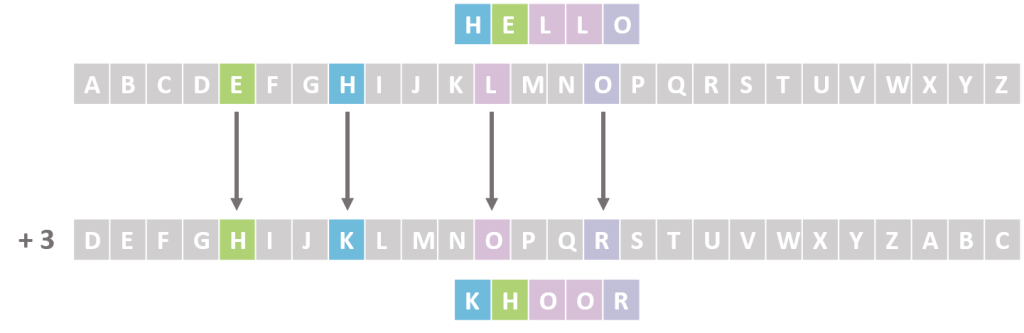 H E L L O
A B C D E F G H I J K L M N O P Q R S T U V W X Y Z
+ 3 D E F G H I J K L M N O P Q R S T U V W X Y Z A B C
K H O O R